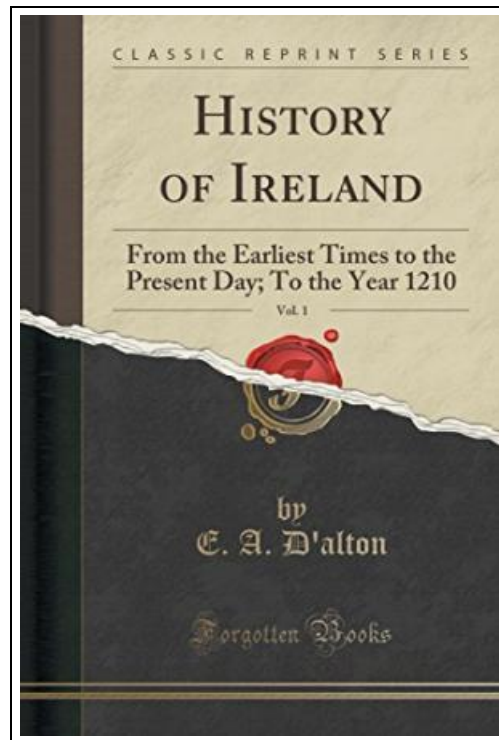 CLASSIC REPRINT SERIES
HISTORY
OF IRELAND
From the Earliest Times to the
Present Day; To the Year 1210
Vol. 1
by
E. A. D'alton
Forgotten Books